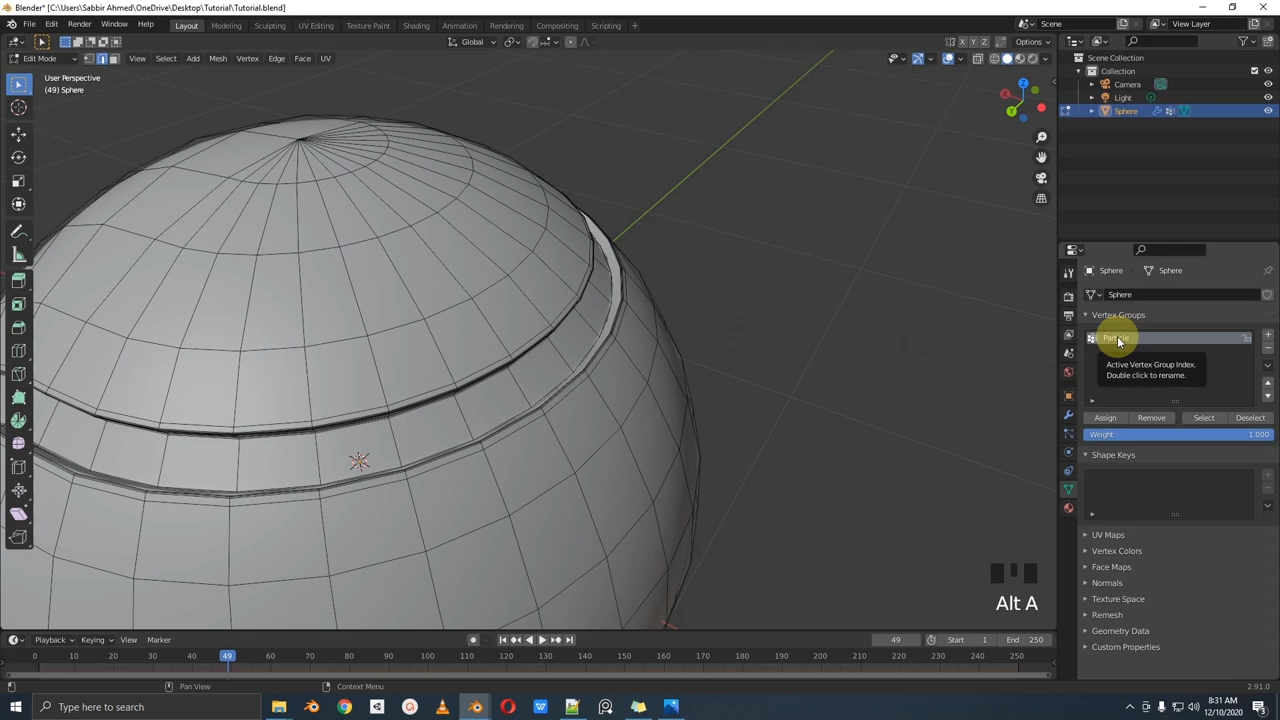 Blender* [C:\Users\Sabbir Ahmed\OneDrive\Desktop\Tutorial\Tutorial.blend]
File Edit Render Window Help Layout Modeling Sculpting UV Editing Texture Paint Shading Animation Rendering Compositing Scripting + Scene View Layer
Global X Y Z Options
Edit Mode View Select Add Mesh Vertex Edge Face UV
User Perspective
(49) Sphere
Z
X
Y
Scene Collection
Collection
Camera
Light
Sphere
Sphere Sphere
Sphere
Vertex Groups
Particle
Active Vertex Group Index.
Double click to rename.
Assign Remove Select Deselect
Weight 1.000
Shape Keys
UV Maps
Vertex Colors
Face Maps
Normals
Texture Space
Remesh
Geometry Data
Custom Properties
Alt A
Playback Keying View Marker 49 Start 1 End 250
0 10 20 30 40 49 60 70 80 90 100 110 120 130 140 150 160 170 180 190 200 210 220 230 240 250
Pan View Context Menu 2.91.0
Type here to search
8:31 AM
12/10/2020